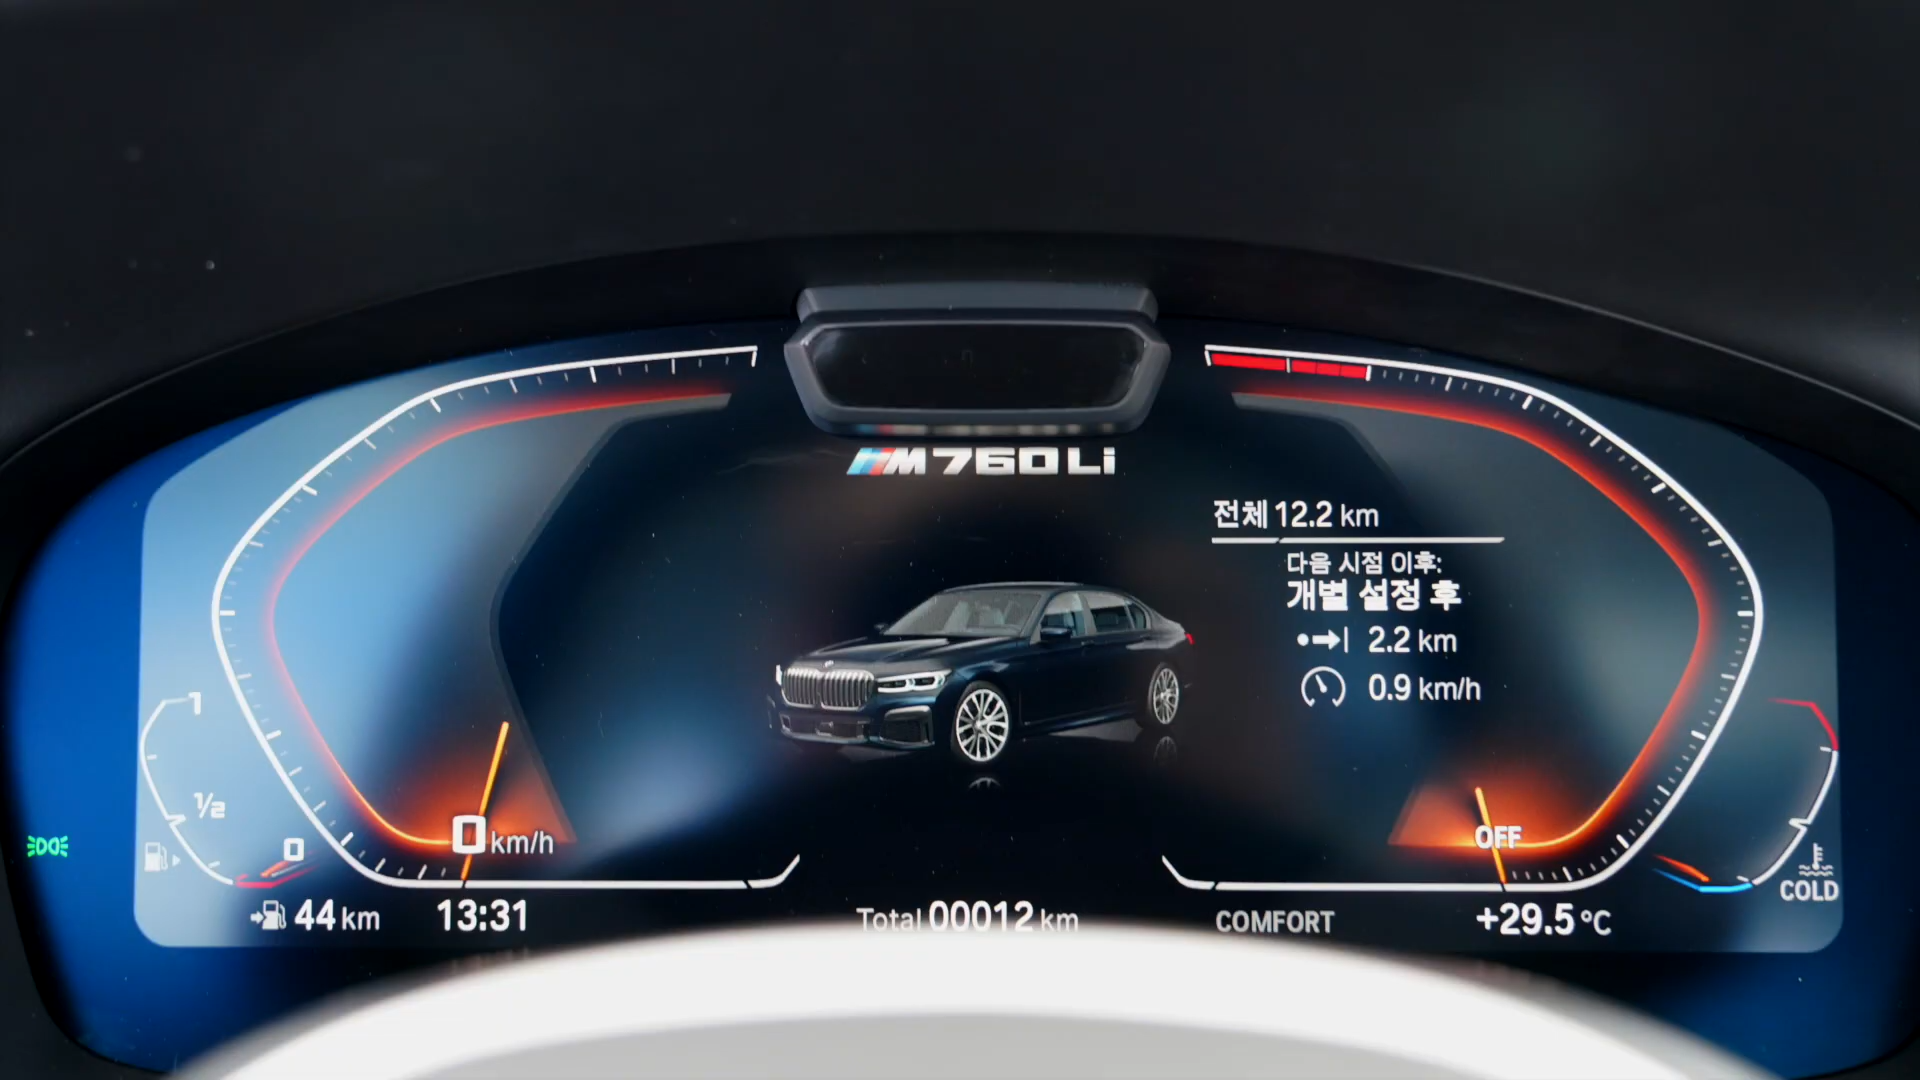 M760Li
전체 12.2 km
다음 시점 이후:
개별 설정 후
2.2 km
0.9 km/h
1
1/2
0
0 km/h
OFF
COLD
44 km
13:31
Total 00012 km
COMFORT
+29.5 °C